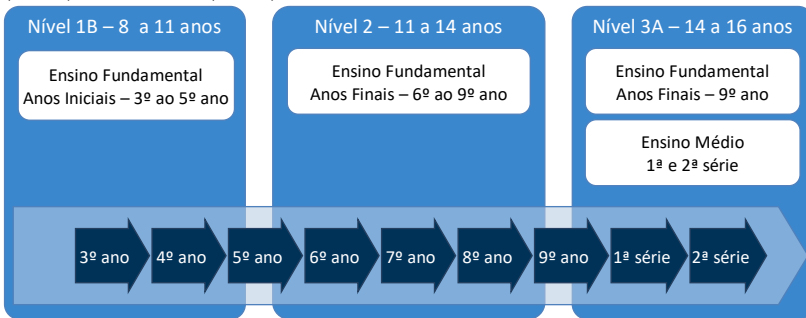 Nível 1B – 8 a 11 anos
Ensino Fundamental
Anos Iniciais – 3º ao 5º ano
Nível 2 – 11 a 14 anos
Ensino Fundamental
Anos Finais – 6º ao 9º ano
Nível 3A – 14 a 16 anos
Ensino Fundamental
Anos Finais – 9º ano
Ensino Médio
1ª e 2ª série
3º ano
4º ano
5º ano
6º ano
7º ano
8º ano
9º ano
1ª série
2ª série